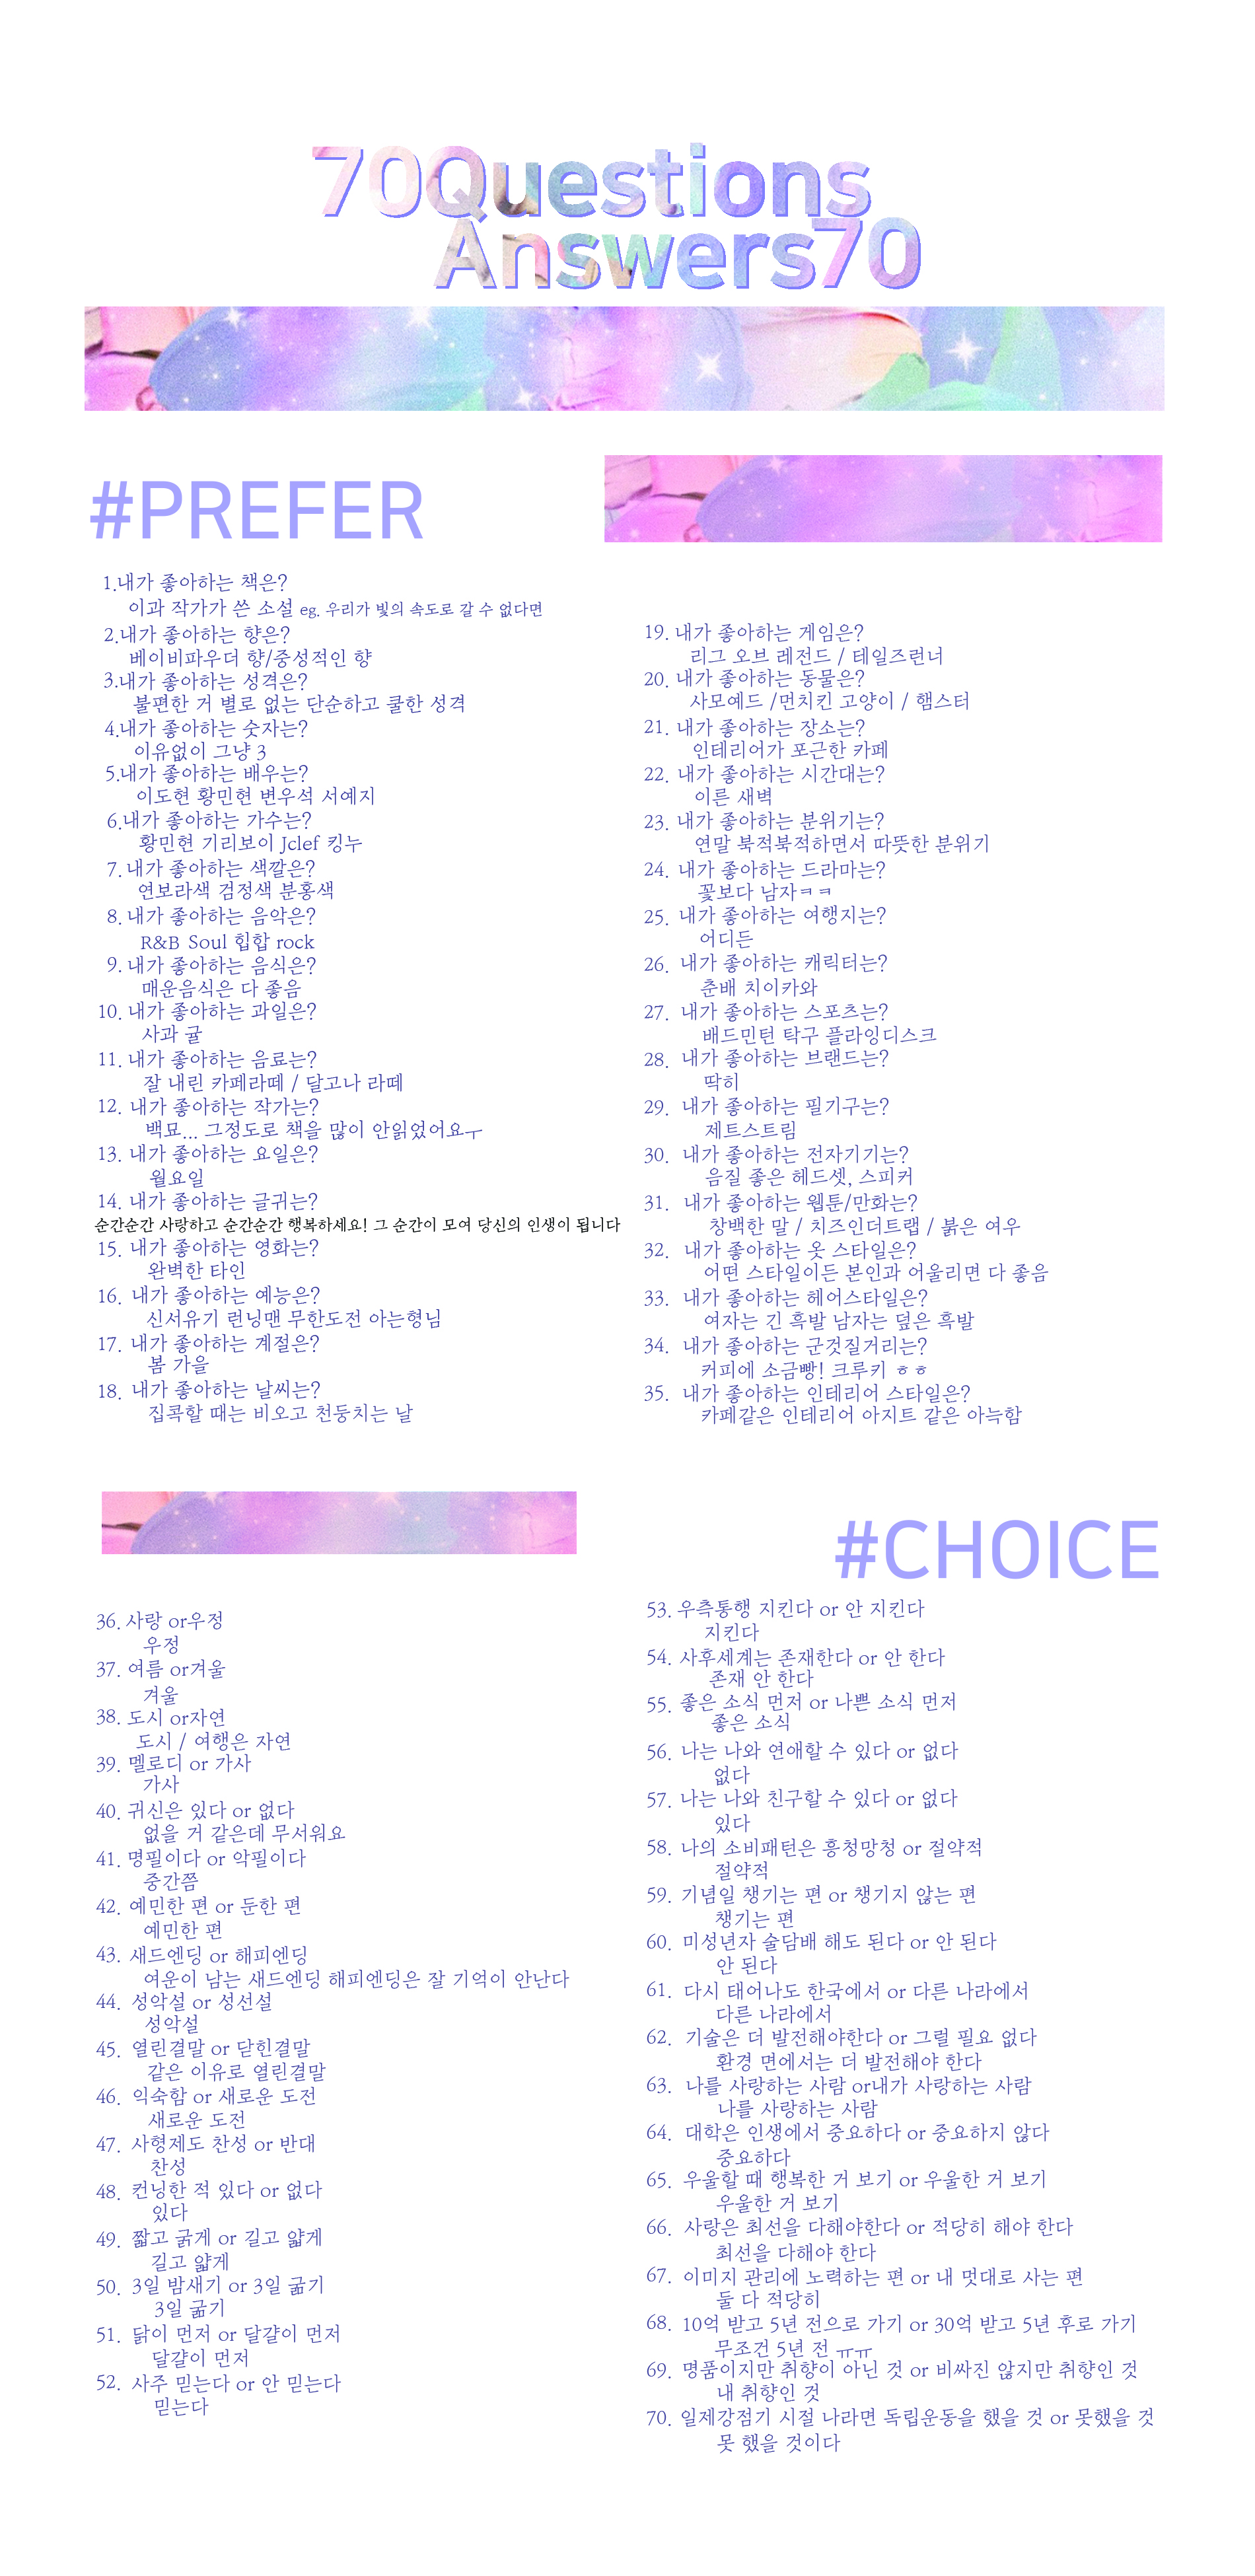 70Questions
Answers70
#PREFER
1.내가 좋아하는 책은?
이과 작가가 쓴 소설 eg. 우리가 빛의 속도로 갈 수 없다면
2.내가 좋아하는 향은?
베이비파우더 향/중성적인 향
3.내가 좋아하는 성격은?
불편한 거 별로 없는 단순하고 쿨한 성격
4.내가 좋아하는 숫자는?
이유없이 그냥 3
5.내가 좋아하는 배우는?
이도현 황민현 변우석 서예지
6.내가 좋아하는 가수는?
황민현 기리보이 Jclef 킹누
7. 내가 좋아하는 색깔은?
연보라색 검정색 분홍색
8. 내가 좋아하는 음악은?
R&B Soul 힙합 rock
9. 내가 좋아하는 음식은?
매운음식은 다 좋음
10. 내가 좋아하는 과일은?
사과 귤
11. 내가 좋아하는 음료는?
잘 내린 카페라떼 / 달고나 라떼
12. 내가 좋아하는 작가는?
백묘... 그정도로 책을 많이 안읽었어요ㅜ
13. 내가 좋아하는 요일은?
월요일
14. 내가 좋아하는 글귀는?
순간순간 사랑하고 순간순간 행복하세요! 그 순간이 모여 당신의 인생이 됩니다
15. 내가 좋아하는 영화는?
완벽한 타인
16. 내가 좋아하는 예능은?
신서유기 런닝맨 무한도전 아는형님
17. 내가 좋아하는 계절은?
봄 가을
18. 내가 좋아하는 날씨는?
집콕할 때는 비오고 천둥치는 날
19. 내가 좋아하는 게임은?
리그 오브 레전드 / 테일즈런너
20. 내가 좋아하는 동물은?
사모예드 /먼치킨 고양이 / 햄스터
21. 내가 좋아하는 장소는?
인테리어가 포근한 카페
22. 내가 좋아하는 시간대는?
이른 새벽
23. 내가 좋아하는 분위기는?
연말 북적북적하면서 따뜻한 분위기
24. 내가 좋아하는 드라마는?
꽃보다 남자ㅋㅋ
25. 내가 좋아하는 여행지는?
어디든
26. 내가 좋아하는 캐릭터는?
춘배 치이카와
27. 내가 좋아하는 스포츠는?
배드민턴 탁구 플라잉디스크
28. 내가 좋아하는 브랜드는?
딱히
29. 내가 좋아하는 필기구는?
제트스트림
30. 내가 좋아하는 전자기기는?
음질 좋은 헤드셋, 스피커
31. 내가 좋아하는 웹툰/만화는?
창백한 말 / 치즈인더트랩 / 붉은 여우
32. 내가 좋아하는 옷 스타일은?
어떤 스타일이든 본인과 어울리면 다 좋음
33. 내가 좋아하는 헤어스타일은?
여자는 긴 흑발 남자는 덮은 흑발
34. 내가 좋아하는 군것질거리는?
커피에 소금빵! 크루키 ㅎㅎ
35. 내가 좋아하는 인테리어 스타일은?
카페같은 인테리어 아지트 같은 아늑함
#CHOICE
36. 사랑 or우정
우정
37. 여름 or겨울
겨울
38. 도시 or자연
도시 / 여행은 자연
39. 멜로디 or 가사
가사
40. 귀신은 있다 or 없다
없을 거 같은데 무서워요
41. 명필이다 or 악필이다
중간쯤
42. 예민한 편 or 둔한 편
예민한 편
43. 새드엔딩 or 해피엔딩
여운이 남는 새드엔딩 해피엔딩은 잘 기억이 안난다
44. 성악설 or 성선설
성악설
45. 열린결말 or 닫힌결말
같은 이유로 열린결말
46. 익숙함 or 새로운 도전
새로운 도전
47. 사형제도 찬성 or 반대
찬성
48. 컨닝한 적 있다 or 없다
있다
49. 짧고 굵게 or 길고 얇게
길고 얇게
50. 3일 밤새기 or 3일 굶기
3일 굶기
51. 닭이 먼저 or 달걀이 먼저
달걀이 먼저
52. 사주 믿는다 or 안 믿는다
믿는다
53. 우측통행 지킨다 or 안 지킨다
지킨다
54. 사후세계는 존재한다 or 안 한다
존재 안 한다
55. 좋은 소식 먼저 or 나쁜 소식 먼저
좋은 소식
56. 나는 나와 연애할 수 있다 or 없다
없다
57. 나는 나와 친구할 수 있다 or 없다
있다
58. 나의 소비패턴은 흥청망청 or 절약적
절약적
59. 기념일 챙기는 편 or 챙기지 않는 편
챙기는 편
60. 미성년자 술담배 해도 된다 or 안 된다
안 된다
61. 다시 태어나도 한국에서 or 다른 나라에서
다른 나라에서
62. 기술은 더 발전해야한다 or 그럴 필요 없다
환경 면에서는 더 발전해야 한다
63. 나를 사랑하는 사람 or내가 사랑하는 사람
나를 사랑하는 사람
64. 대학은 인생에서 중요하다 or 중요하지 않다
중요하다
65. 우울할 때 행복한 거 보기 or 우울한 거 보기
우울한 거 보기
66. 사랑은 최선을 다해야한다 or 적당히 해야 한다
최선을 다해야 한다
67. 이미지 관리에 노력하는 편 or 내 멋대로 사는 편
둘 다 적당히
68. 10억 받고 5년 전으로 가기 or 30억 받고 5년 후로 가기
무조건 5년 전 ㅠㅠ
69. 명품이지만 취향이 아닌 것 or 비싸진 않지만 취향인 것
내 취향인 것
70. 일제강점기 시절 나라면 독립운동을 했을 것 or 못했을 것
못 했을 것이다